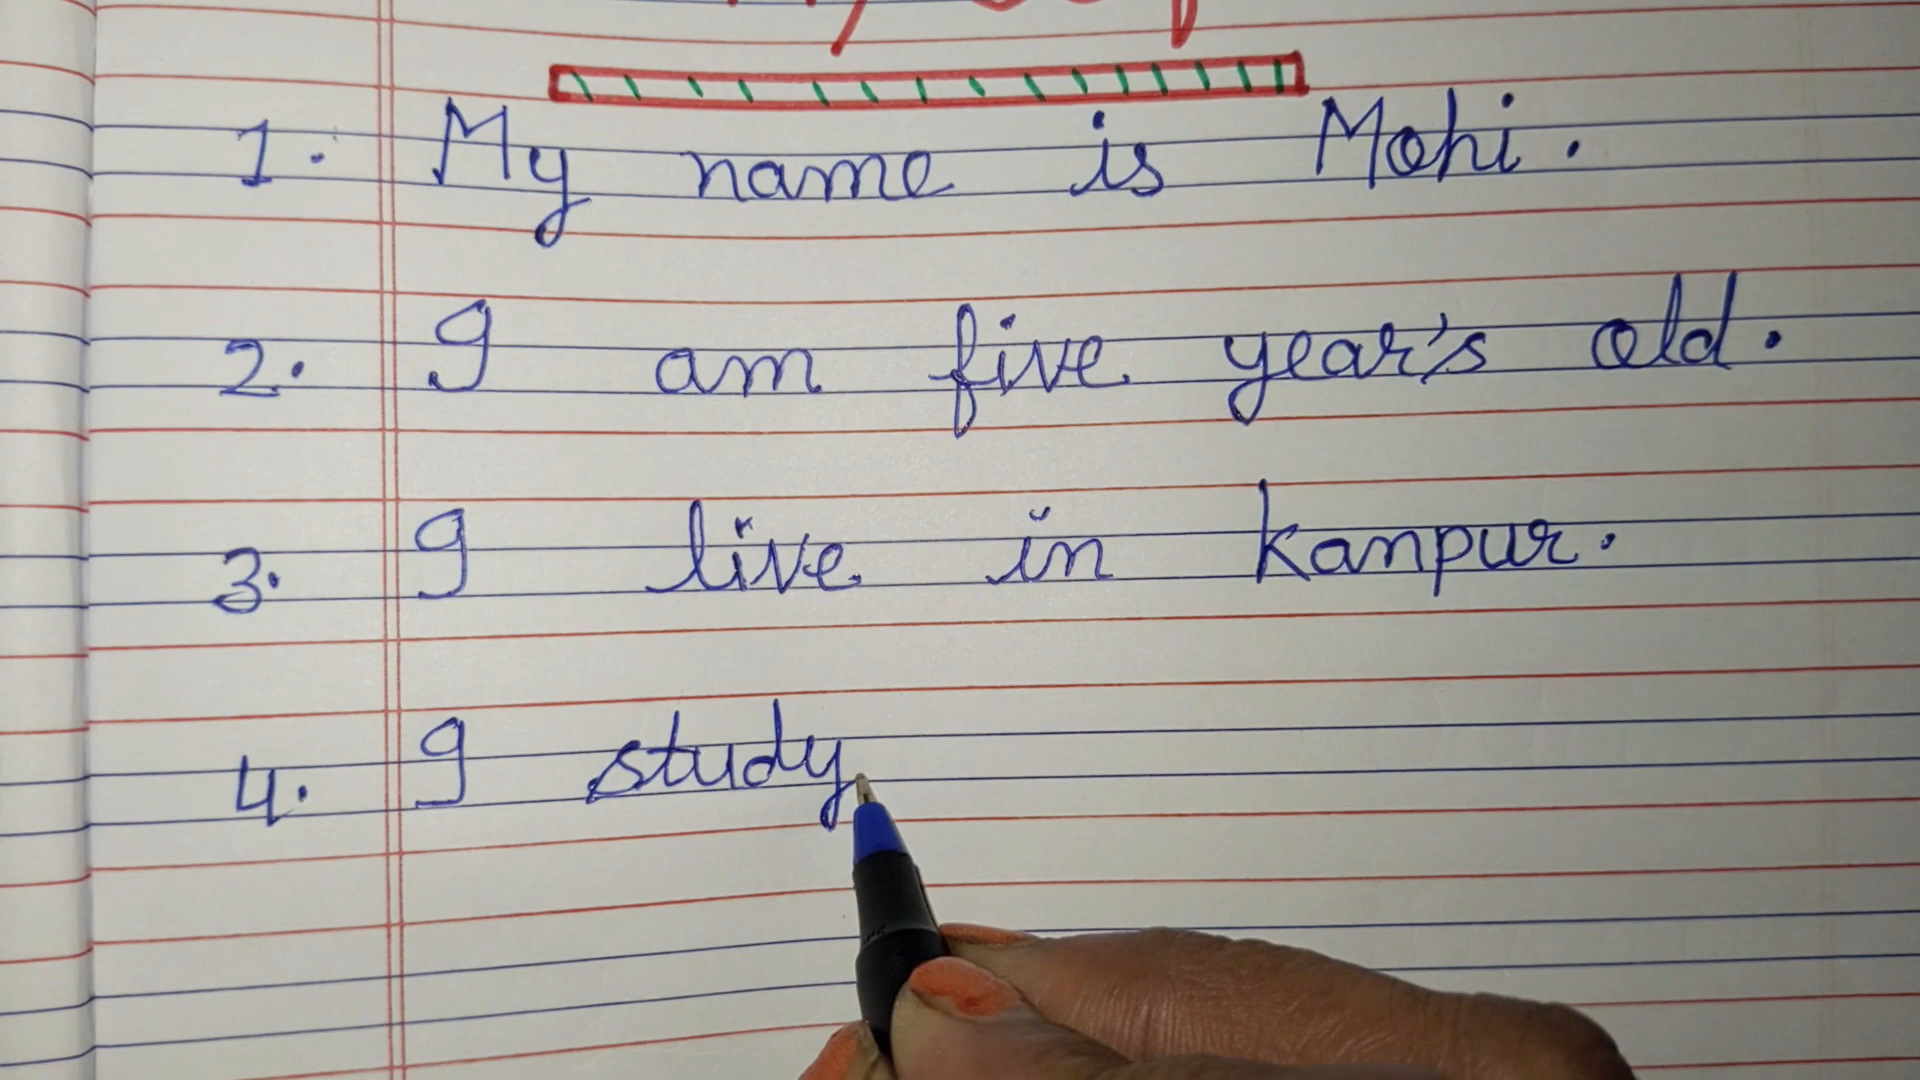 1. My name is Mohi.
2. I am five year's old.
3. I live in kanpur.
4. I study